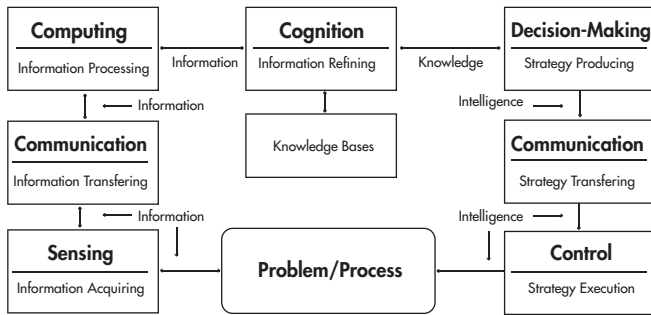 Computing
Information Processing
Information
Cognition
Information Refining
Knowledge
Decision-Making
Strategy Producing
Information
Intelligence
Communication
Information Transfering
Knowledge Bases
Communication
Strategy Transfering
Information
Intelligence
Sensing
Information Acquiring
Problem/Process
Control
Strategy Execution